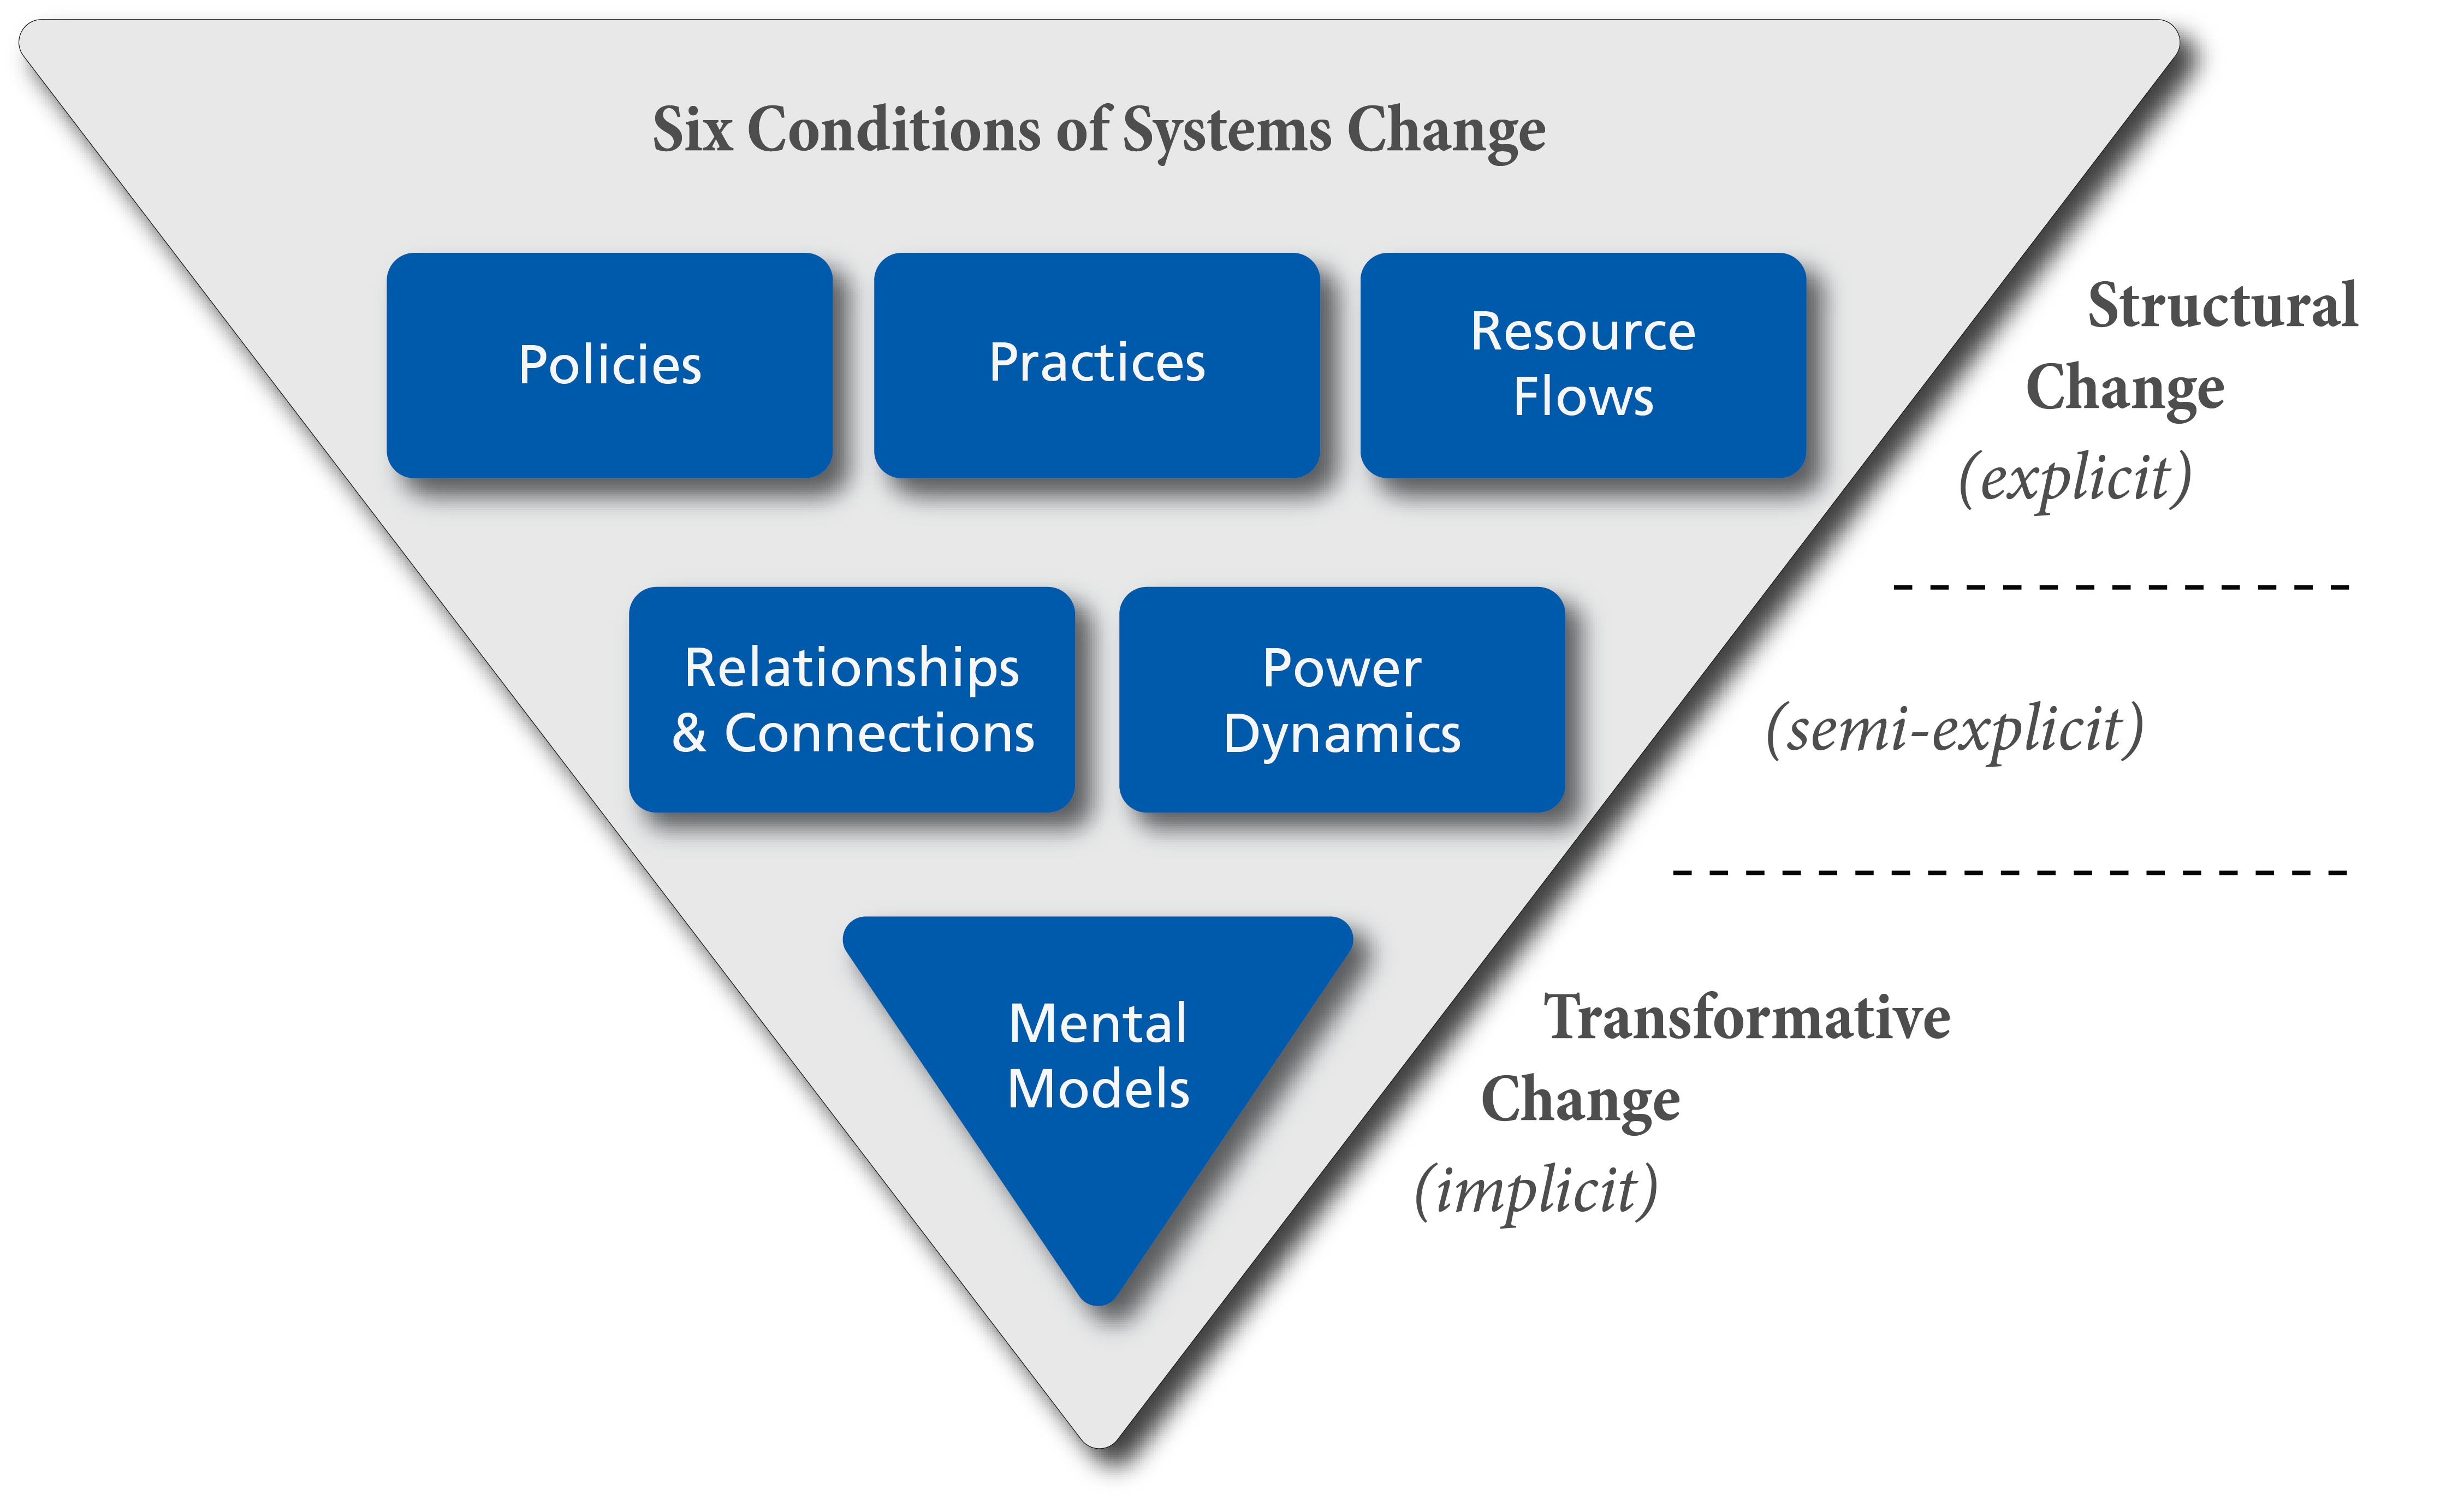 Six Conditions of Systems Change
Policies
Practices
Resource
Flows
Structural
Change
(explicit)
Relationships
& Connections
Power
Dynamics
(semi-explicit)
Mental
Models
Transformative
Change
(implicit)